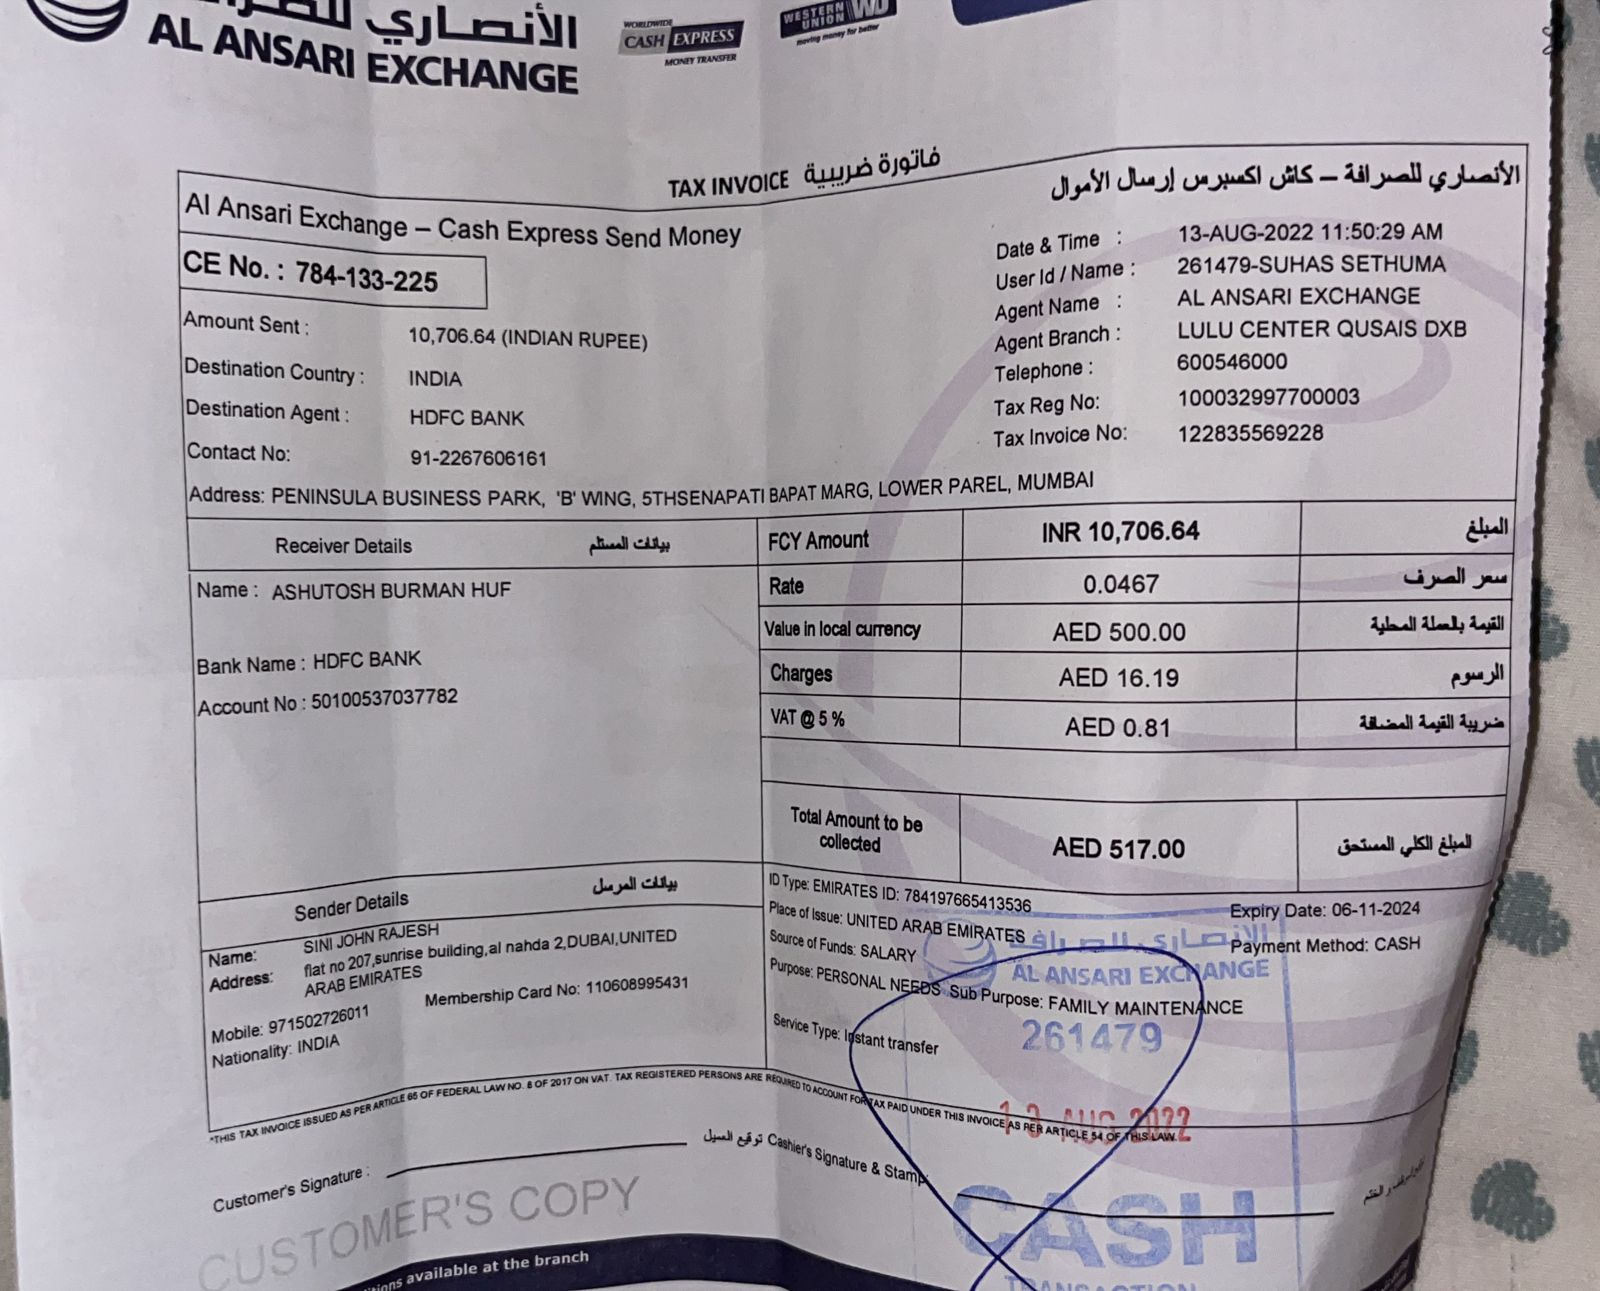 الأنصاري
AL ANSARI EXCHANGE
WORLDWIDE
CASH EXPRESS
MONEY TRANSFER
WESTERN UNION WU
moving money for better
TAX INVOICE فاتورة ضريبية
الأنصاري للصرافة – كاش اكسبرس إرسال الأموال
Al Ansari Exchange – Cash Express Send Money
CE No. : 784-133-225
Amount Sent : 10,706.64 (INDIAN RUPEE)
Destination Country : INDIA
Destination Agent : HDFC BANK
Contact No: 91-2267606161
Address: PENINSULA BUSINESS PARK, 'B' WING, 5THSENAPATI BAPAT MARG, LOWER PAREL, MUMBAI
Date & Time : 13-AUG-2022 11:50:29 AM
User Id / Name : 261479-SUHAS SETHUMA
Agent Name : AL ANSARI EXCHANGE
Agent Branch : LULU CENTER QUSAIS DXB
Telephone : 600546000
Tax Reg No: 100032997700003
Tax Invoice No: 122835569228
Receiver Details بيانات المستلم
Name : ASHUTOSH BURMAN HUF
Bank Name : HDFC BANK
Account No : 50100537037782
FCY Amount INR 10,706.64 المبلغ
Rate 0.0467 سعر الصرف
Value in local currency AED 500.00 القيمة بالعملة المحلية
Charges AED 16.19 الرسوم
VAT @ 5 % AED 0.81 ضريبة القيمة المضافة
Total Amount to be collected AED 517.00 المبلغ الكلي المستحق
Sender Details بيانات المرسل
Name: SINI JOHN RAJESH
Address: flat no 207,sunrise building,al nahda 2,DUBAI,UNITED
ARAB EMIRATES
Membership Card No: 110608995431
Mobile: 971502726011
Nationality: INDIA
ID Type: EMIRATES ID: 784197665413536
Expiry Date: 06-11-2024
Place of Issue: UNITED ARAB EMIRATES
Payment Method: CASH
Source of Funds: SALARY
Purpose: PERSONAL NEEDS Sub Purpose: FAMILY MAINTENANCE
Service Type: Instant transfer
الأنصاري للصرافة
AL ANSARI EXCHANGE
261479
13 AUG 2022
CASH
TRANSACTION
*THIS TAX INVOICE ISSUED AS PER ARTICLE 65 OF FEDERAL LAW NO. 8 OF 2017 ON VAT. TAX REGISTERED PERSONS ARE REQUIRED TO ACCOUNT FOR TAX PAID UNDER THIS INVOICE AS PER ARTICLE 54 OF THIS LAW.
Customer's Signature : توقيع العميل
Cashier's Signature & Stamp:
CUSTOMER'S COPY
available at the branch